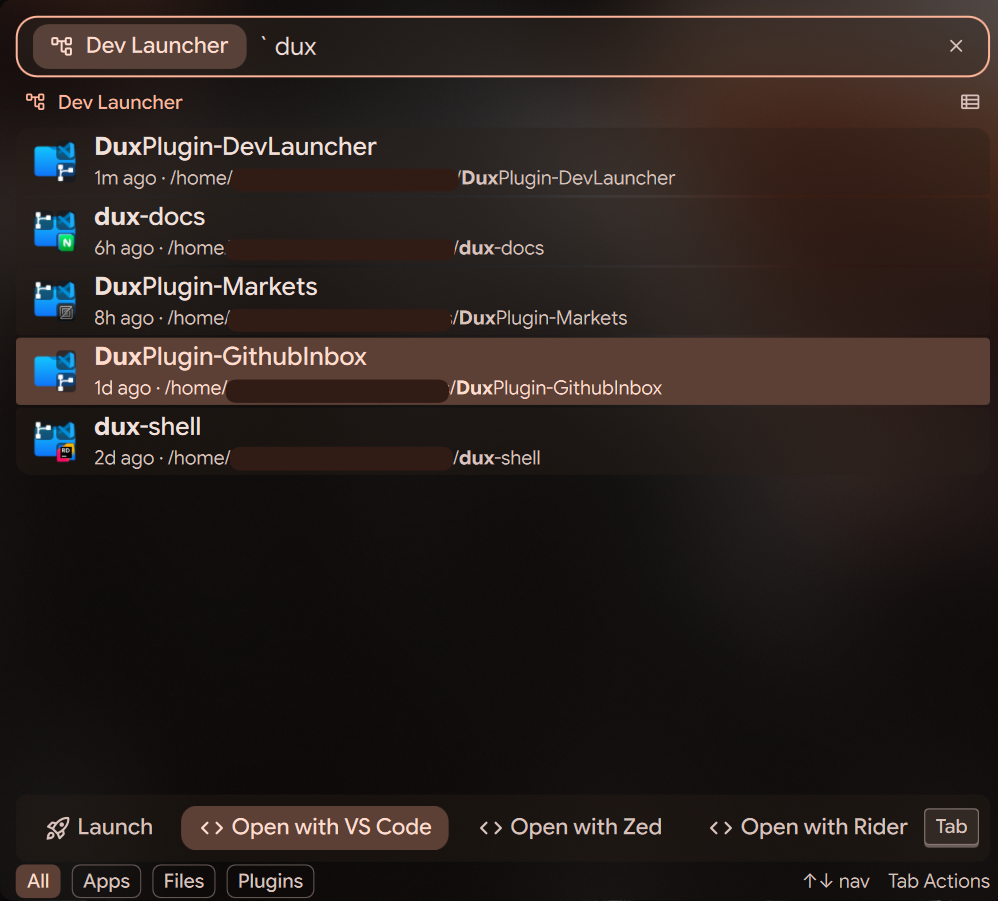 Dev Launcher ` dux
Dev Launcher
DuxPlugin-DevLauncher
1m ago · /home/ /DuxPlugin-DevLauncher
dux-docs
6h ago · /home /dux-docs
N
DuxPlugin-Markets
8h ago · /home/ /DuxPlugin-Markets
DuxPlugin-GithubInbox
1d ago · /home/ /DuxPlugin-GithubInbox
dux-shell
2d ago · /home/ /dux-shell
RD
Launch <> Open with VS Code <> Open with Zed <> Open with Rider Tab
All Apps Files Plugins ↑↓ nav Tab Actions